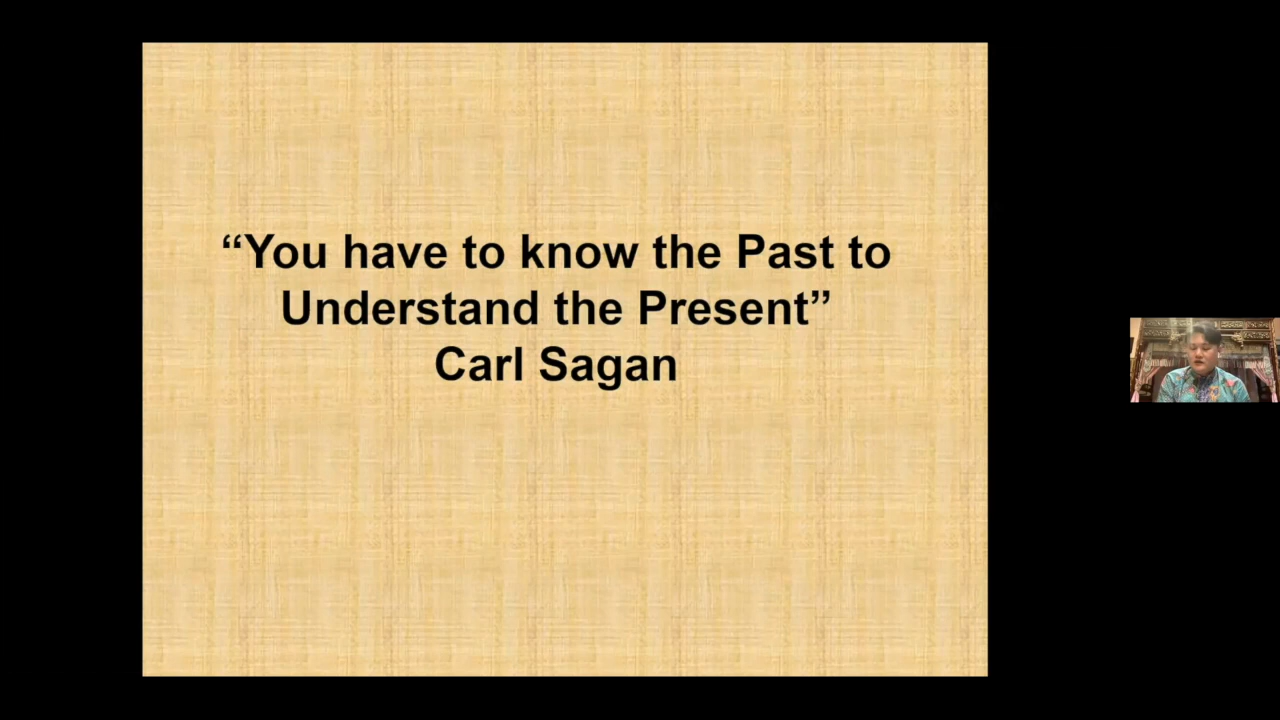 “You have to know the Past to
Understand the Present”
Carl Sagan